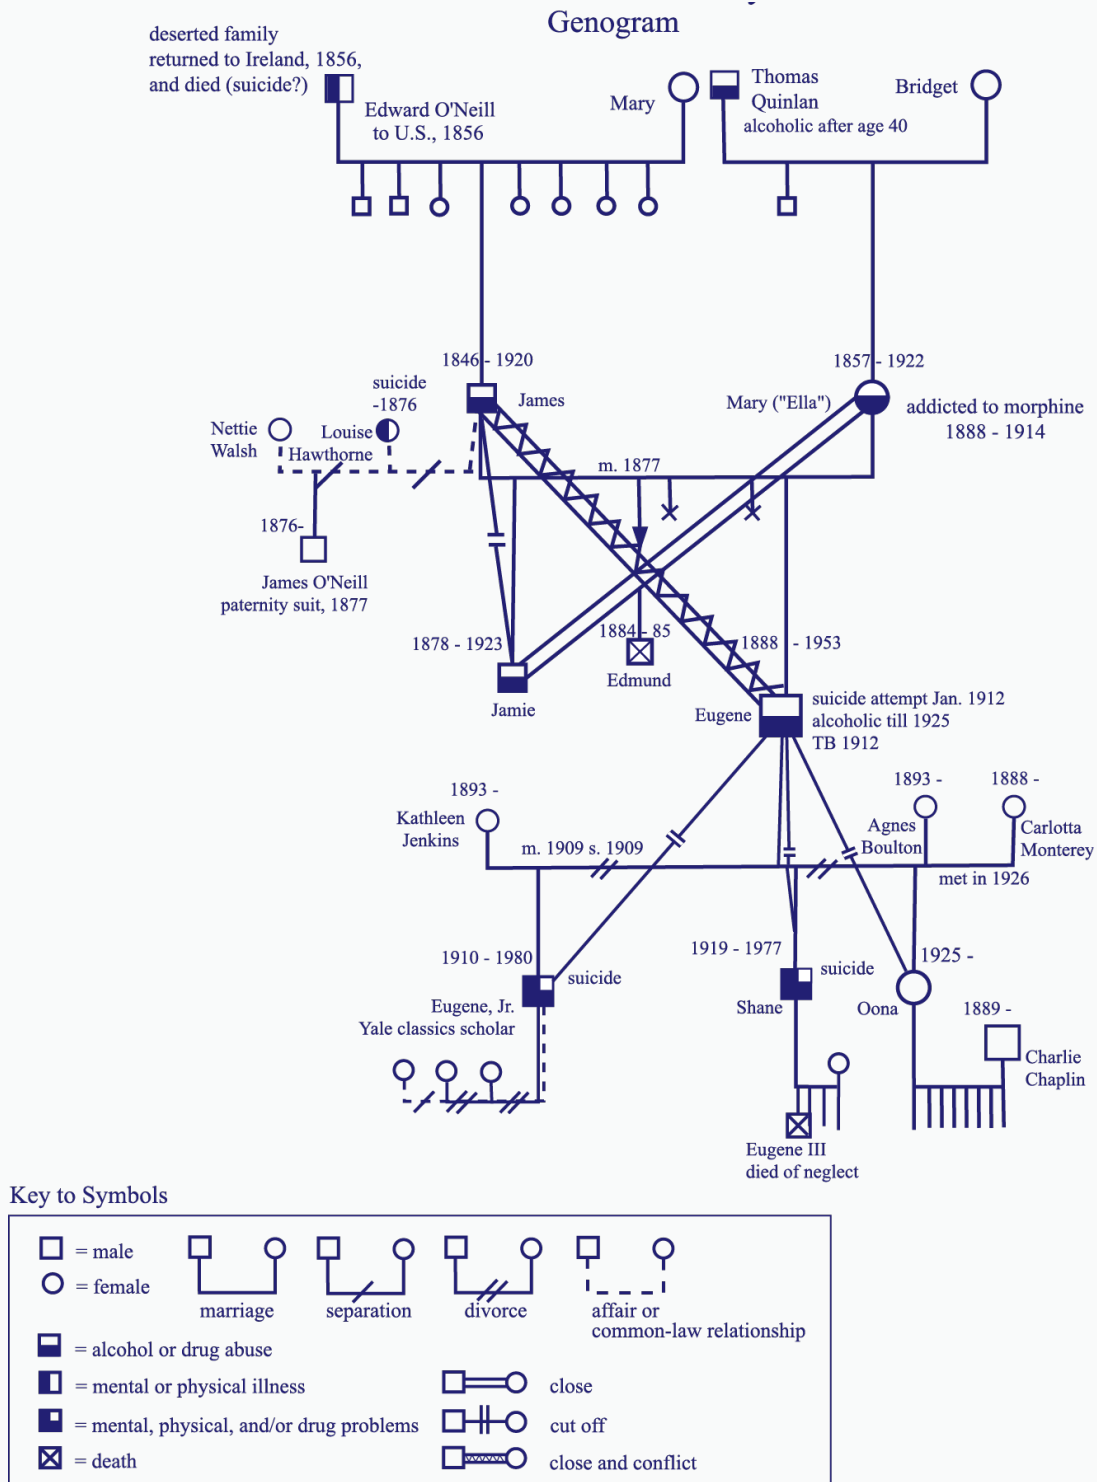 Genogram
deserted family
returned to Ireland, 1856,
and died (suicide?)
Edward O'Neill
to U.S., 1856
Mary
Thomas
Quinlan
alcoholic after age 40
Bridget
1846 - 1920
1857 - 1922
suicide
-1876
James
Mary ("Ella")
addicted to morphine
1888 - 1914
Nettie
Walsh
Louise
Hawthorne
m. 1877
1876-
James O'Neill
paternity suit, 1877
1878 - 1923
1884 - 85
1888 - 1953
Edmund
Jamie
Eugene
suicide attempt Jan. 1912
alcoholic till 1925
TB 1912
1893 -
Kathleen
Jenkins
1893 -
1888 -
Agnes
Boulton
Carlotta
Monterey
m. 1909 s. 1909
met in 1926
1910 - 1980
suicide
Eugene, Jr.
Yale classics scholar
1919 - 1977
suicide
Shane
1925 -
Oona
1889 -
Charlie
Chaplin
Eugene III
died of neglect
Key to Symbols
= male
= female
marriage
separation
divorce
affair or
common-law relationship
= alcohol or drug abuse
= mental or physical illness
= mental, physical, and/or drug problems
= death
close
cut off
close and conflict